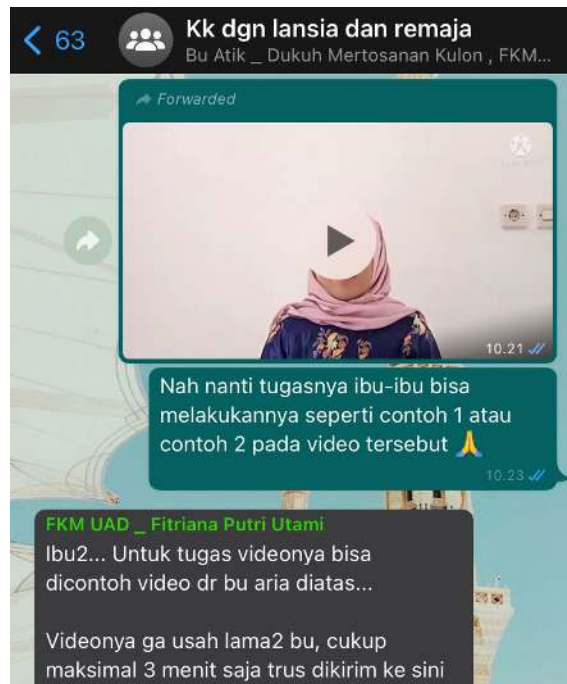 63
Kk dgn lansia dan remaja
Bu Atik _ Dukuh Mertosanan Kulon , FKM...
Forwarded
10.21
Nah nanti tugasnya ibu-ibu bisa
melakukannya seperti contoh 1 atau
contoh 2 pada video tersebut 🙏
10.23
FKM UAD _ Fitriana Putri Utami
Ibu2... Untuk tugas videonya bisa
dicontoh video dr bu aria diatas...
Videonya ga usah lama2 bu, cukup
maksimal 3 menit saja trus dikirim ke sini